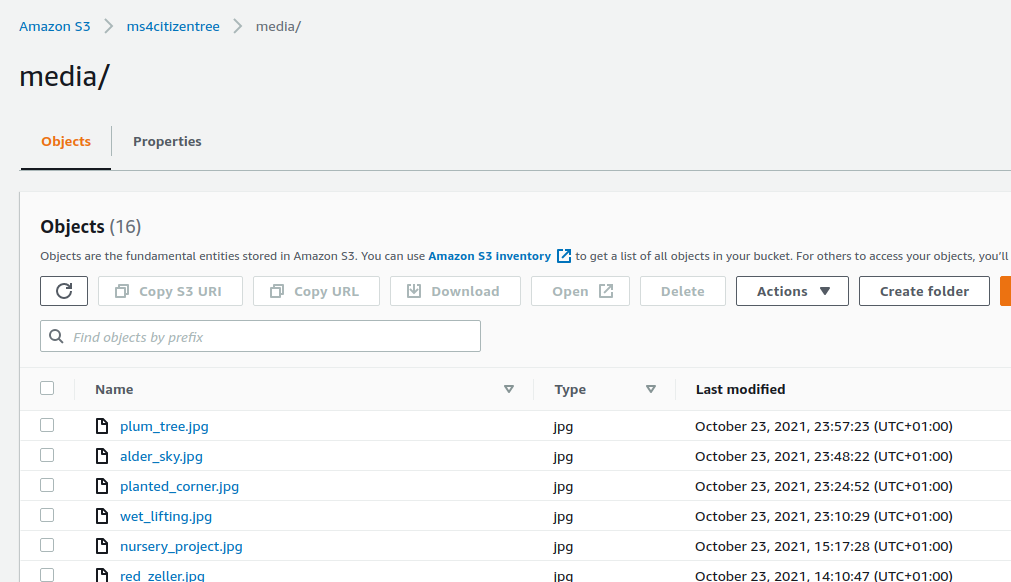 Amazon S3 > ms4citizentree > media/
media/
Objects Properties
Objects (16)
Objects are the fundamental entities stored in Amazon S3. You can use Amazon S3 Inventory to get a list of all objects in your bucket. For others to access your objects, you'll
Copy S3 URI Copy URL Download Open Delete Actions Create folder
Find objects by prefix
Name Type Last modified
plum_tree.jpg jpg October 23, 2021, 23:57:23 (UTC+01:00)
alder_sky.jpg jpg October 23, 2021, 23:48:22 (UTC+01:00)
planted_corner.jpg jpg October 23, 2021, 23:24:52 (UTC+01:00)
wet_lifting.jpg jpg October 23, 2021, 23:10:29 (UTC+01:00)
nursery_project.jpg jpg October 23, 2021, 15:17:28 (UTC+01:00)
red_zeller.jpg jpg October 23, 2021, 14:10:47 (UTC+01:00)